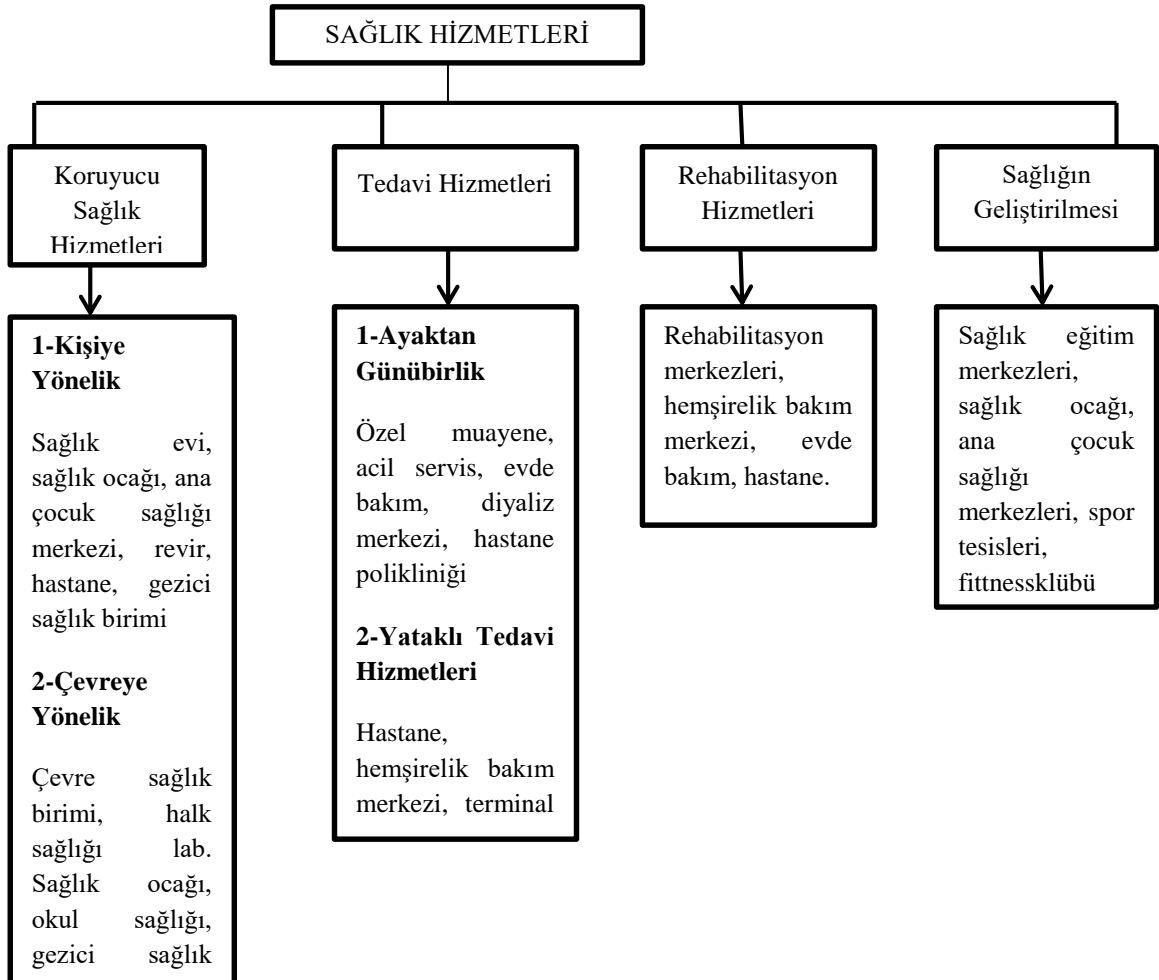 SAĞLIK HİZMETLERİ
Koruyucu
Sağlık
Hizmetleri
Tedavi Hizmetleri
Rehabilitasyon
Hizmetleri
Sağlığın
Geliştirilmesi
1-Kişiye
Yönelik
Sağlık evi,
sağlık ocağı, ana
çocuk sağlığı
merkezi, revir,
hastane, gezici
sağlık birimi
2-Çevreye
Yönelik
Çevre sağlık
birimi, halk
sağlığı lab.
Sağlık ocağı,
okul sağlığı,
gezici sağlık
1-Ayaktan
Günübirlik
Özel muayene,
acil servis, evde
bakım, diyaliz
merkezi, hastane
polikliniği
2-Yataklı Tedavi
Hizmetleri
Hastane,
hemşirelik bakım
merkezi, terminal
Rehabilitasyon
merkezleri,
hemşirelik bakım
merkezi, evde
bakım, hastane.
Sağlık eğitim
merkezleri,
sağlık ocağı,
ana çocuk
sağlığı
merkezleri, spor
tesisleri,
fittnessklübü